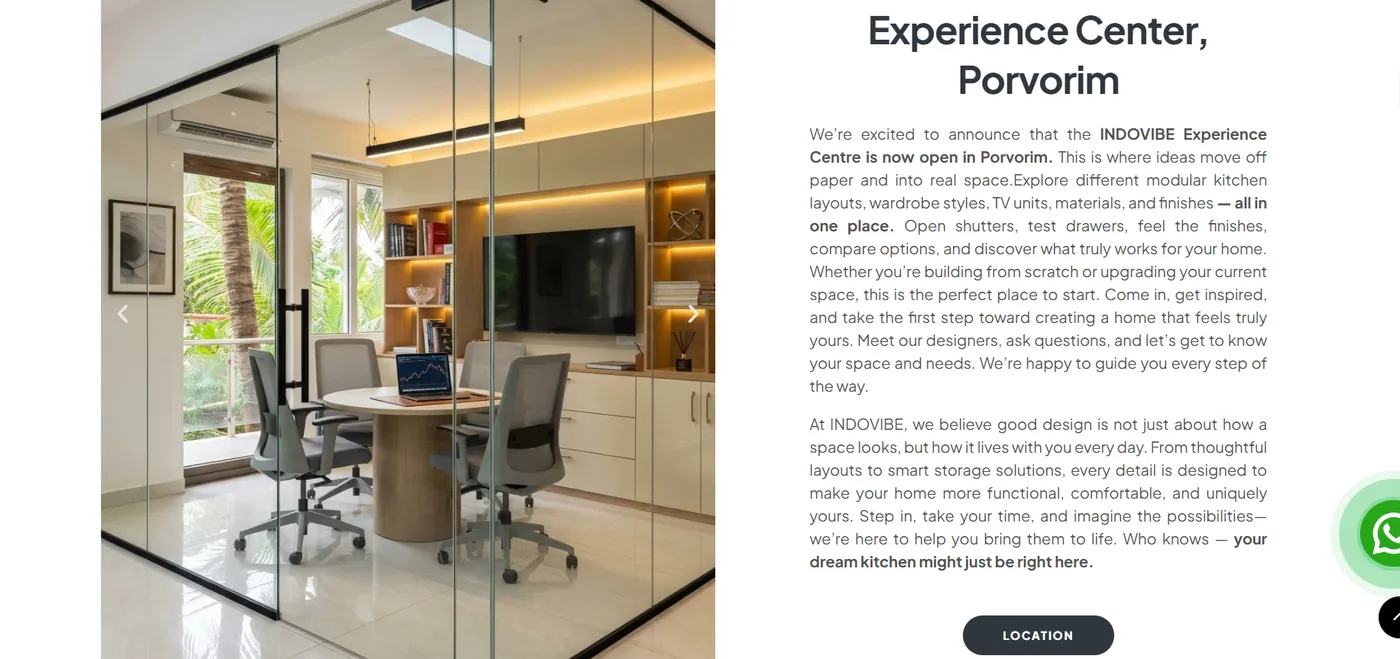 Experience Center,
Porvorim
We’re excited to announce that the INDOVIBE Experience
Centre is now open in Porvorim. This is where ideas move off
paper and into real space.Explore different modular kitchen
layouts, wardrobe styles, TV units, materials, and finishes — all in
one place. Open shutters, test drawers, feel the finishes,
compare options, and discover what truly works for your home.
Whether you’re building from scratch or upgrading your current
space, this is the perfect place to start. Come in, get inspired,
and take the first step toward creating a home that feels truly
yours. Meet our designers, ask questions, and let’s get to know
your space and needs. We’re happy to guide you every step of
the way.
At INDOVIBE, we believe good design is not just about how a
space looks, but how it lives with you every day. From thoughtful
layouts to smart storage solutions, every detail is designed to
make your home more functional, comfortable, and uniquely
yours. Step in, take your time, and imagine the possibilities—
we’re here to help you bring them to life. Who knows — your
dream kitchen might just be right here.
LOCATION